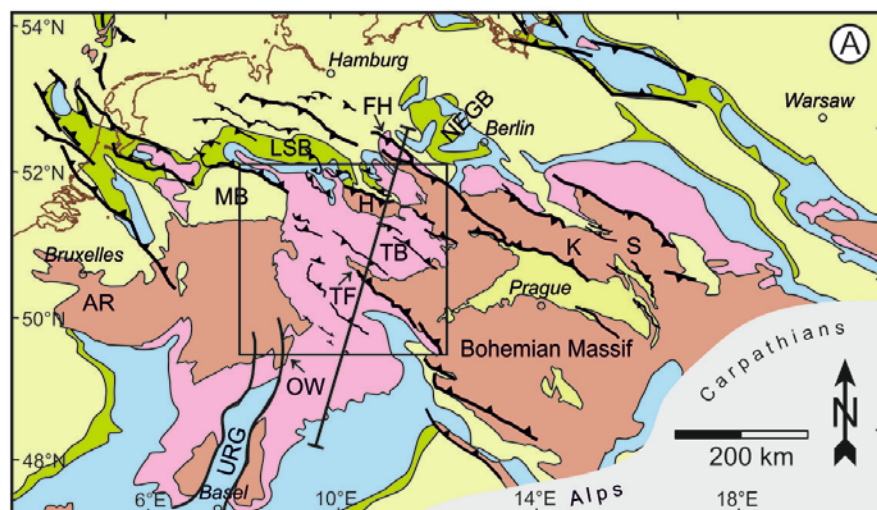 54°N
A
Hamburg
Warsaw
FH
NEGB
Berlin
LSB
52°N
MB
H
Bruxelles
TB
K
S
AR
TF
Prague
50°N
Bohemian Massif
Carpathians
OW
N
URG
200 km
48°N
Basel
Alps
6°E
10°E
14°E
18°E